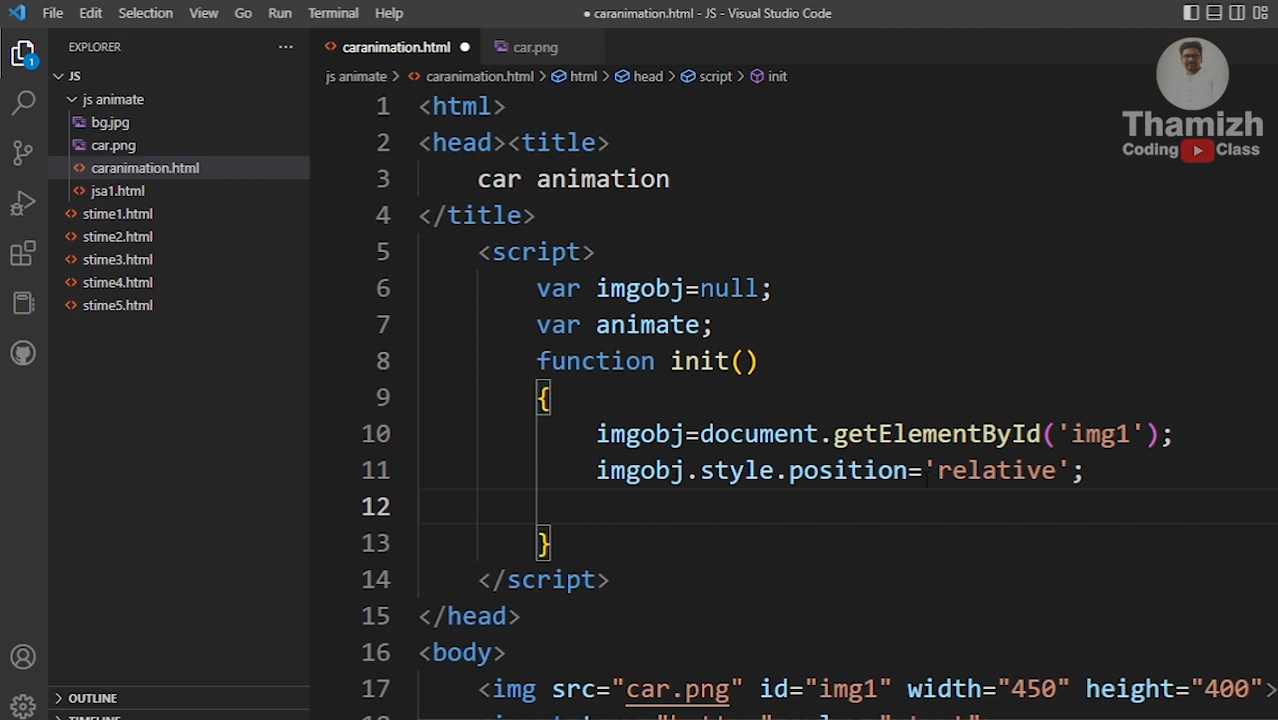 File Edit Selection View Go Run Terminal Help
● caranimation.html - JS - Visual Studio Code
EXPLORER ···
JS
js animate
bg.jpg
car.png
caranimation.html
jsa1.html
stime1.html
stime2.html
stime3.html
stime4.html
stime5.html
OUTLINE
1
caranimation.html ●
car.png
js animate > caranimation.html > html > head > script > init
1 <html>
2 <head><title>
3 car animation
4 </title>
5 <script>
6 var imgobj=null;
7 var animate;
8 function init()
9 {
10 imgobj=document.getElementById('img1');
11 imgobj.style.position='relative';
12
13 }
14 </script>
15 </head>
16 <body>
17 <img src="car.png" id="img1" width="450" height="400">
Thamizh
Coding Class